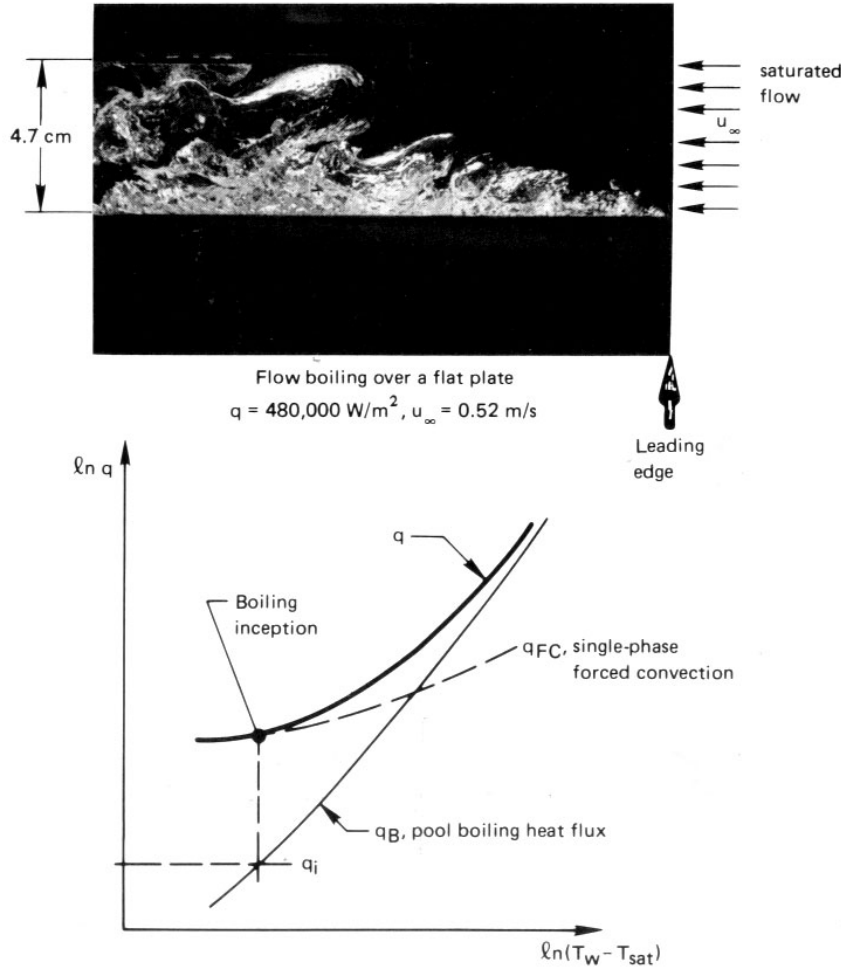 4.7 cm
saturated
flow
u∞
Flow boiling over a flat plate
q = 480,000 W/m², u∞ = 0.52 m/s
Leading
edge
ℓn q
q
Boiling
inception
qFC, single-phase
forced convection
qB, pool boiling heat flux
qi
ℓn(Tw − Tsat)